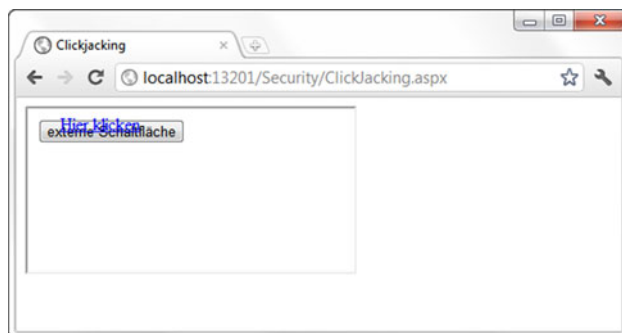 Clickjacking
localhost:13201/Security/ClickJacking.aspx
Hier klicken
externe Schaltfläche